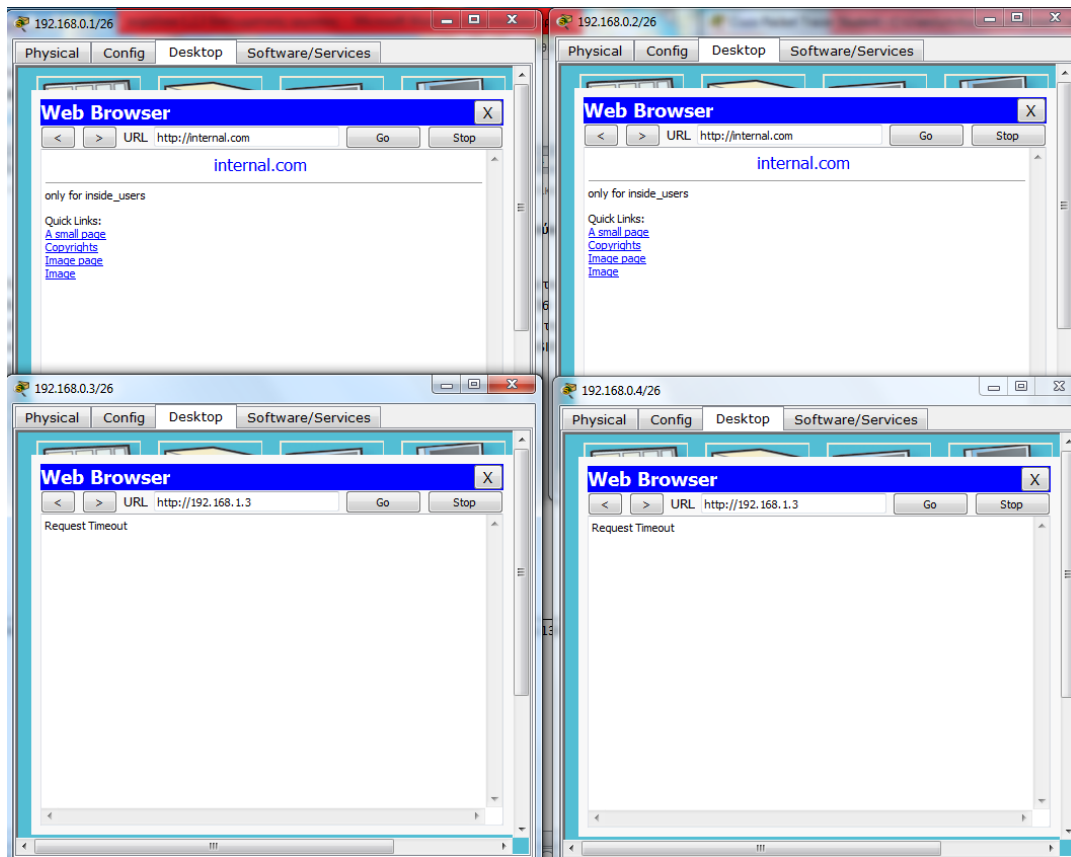 192.168.0.1/26
Physical Config Desktop Software/Services
Web Browser X
< > URL http://internal.com Go Stop
internal.com
only for inside_users
Quick Links:
A small page
Copyrights
Image page
Image
192.168.0.2/26
Physical Config Desktop Software/Services
Web Browser X
< > URL http://internal.com Go Stop
internal.com
only for inside_users
Quick Links:
A small page
Copyrights
Image page
Image
192.168.0.3/26
Physical Config Desktop Software/Services
Web Browser X
< > URL http://192.168.1.3 Go Stop
Request Timeout
192.168.0.4/26
Physical Config Desktop Software/Services
Web Browser X
< > URL http://192.168.1.3 Go Stop
Request Timeout